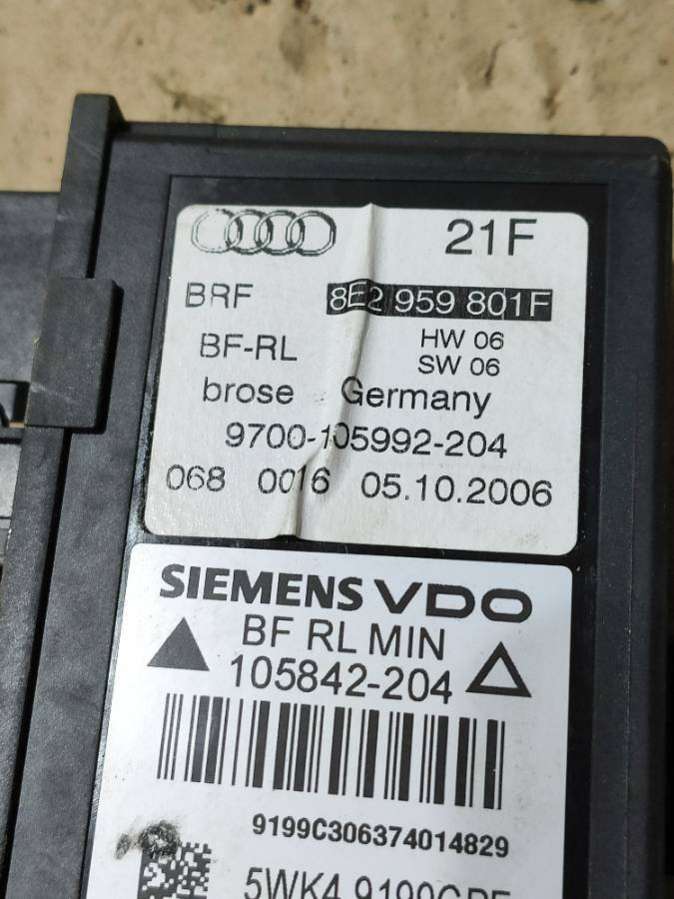 21F
BRF 8E2 959 801F
BF-RL HW 06
SW 06
brose Germany
9700-105992-204
068 0016 05.10.2006
SIEMENS VDO
BF RL MIN
105842-204
9199C306374014829
5WK4